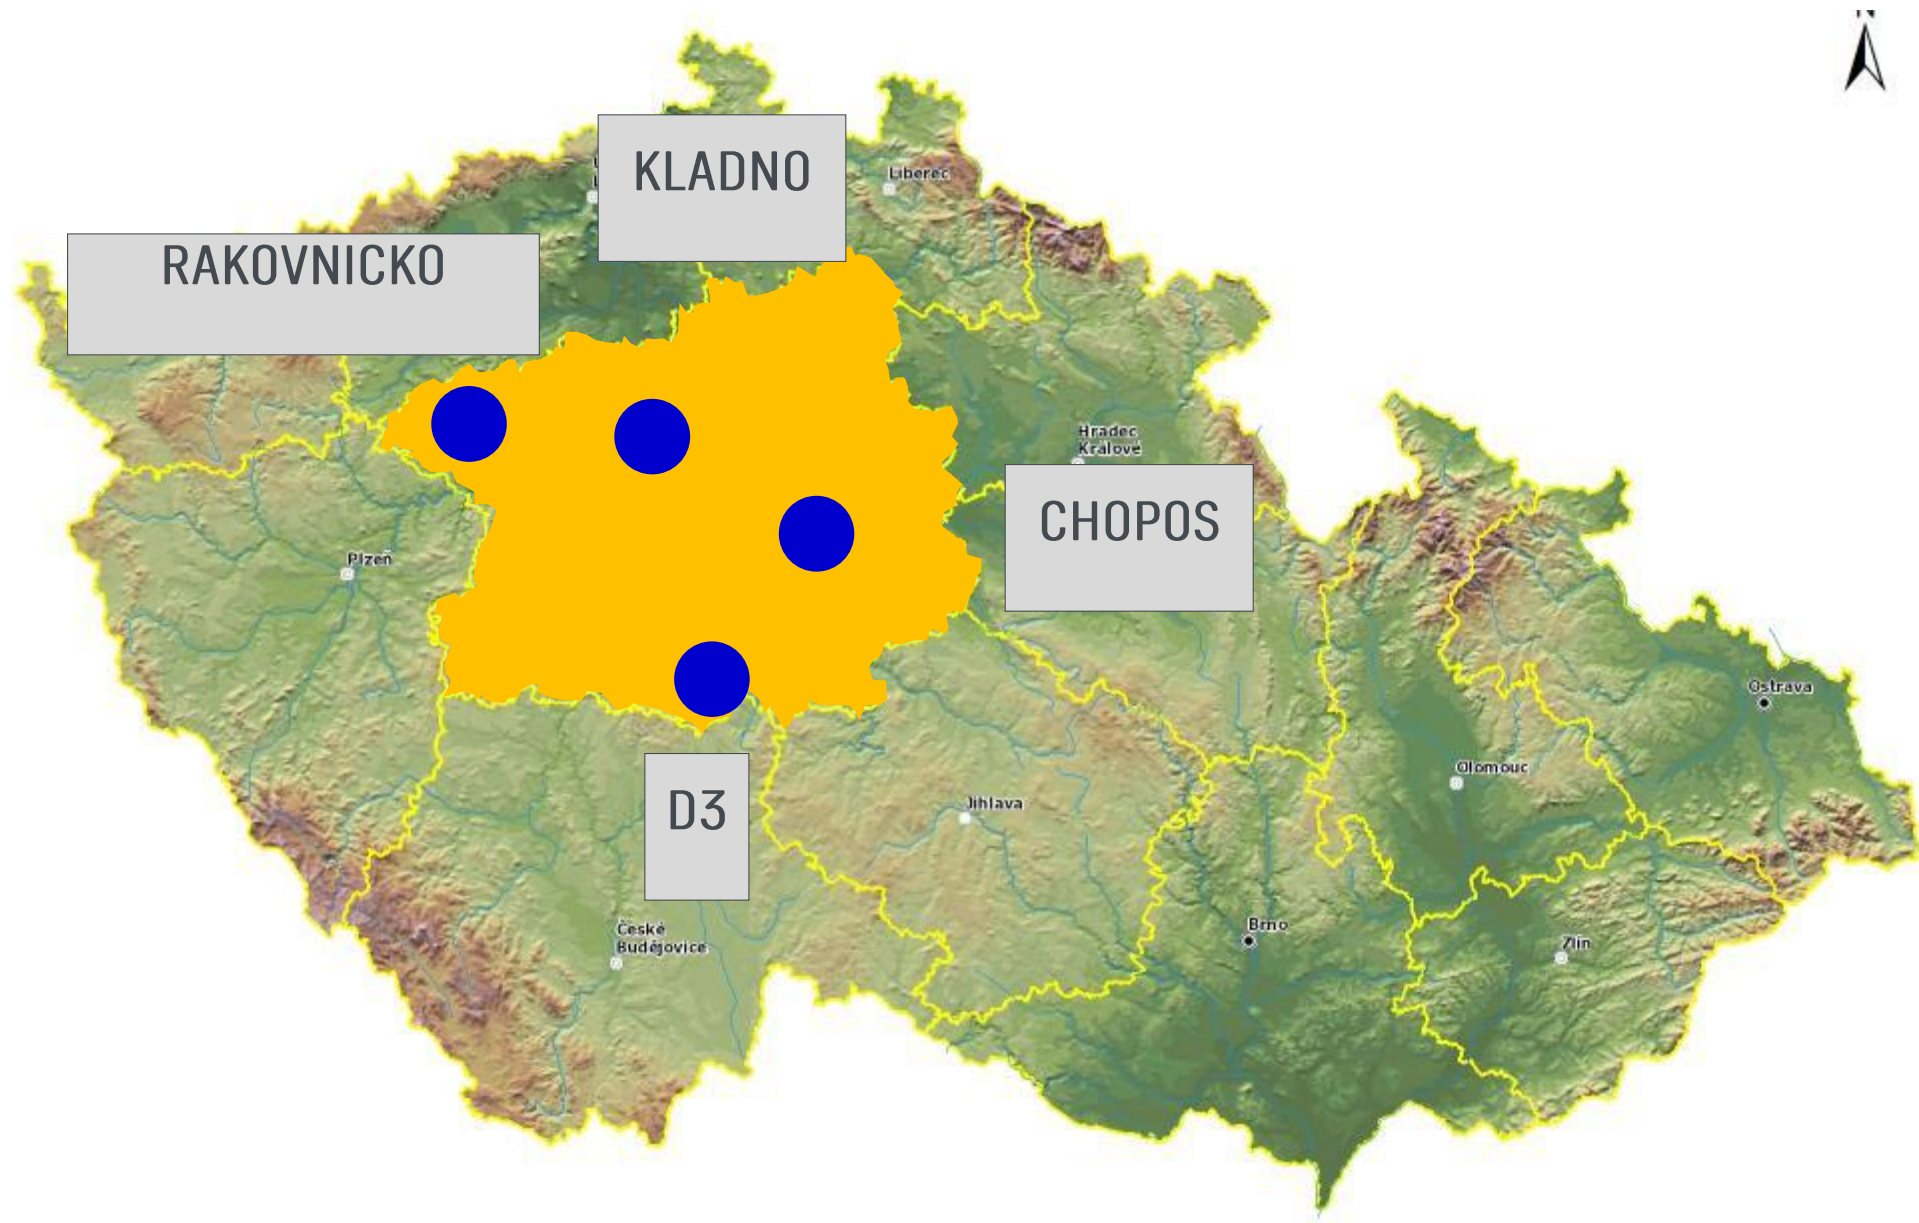 KLADNO
Liberec
RAKOVNICKO
Hradec
Králové
CHOPOS
Plzeň
Ostrava
Olomouc
D3
Jihlava
České
Budějovice
Brno
Zlín